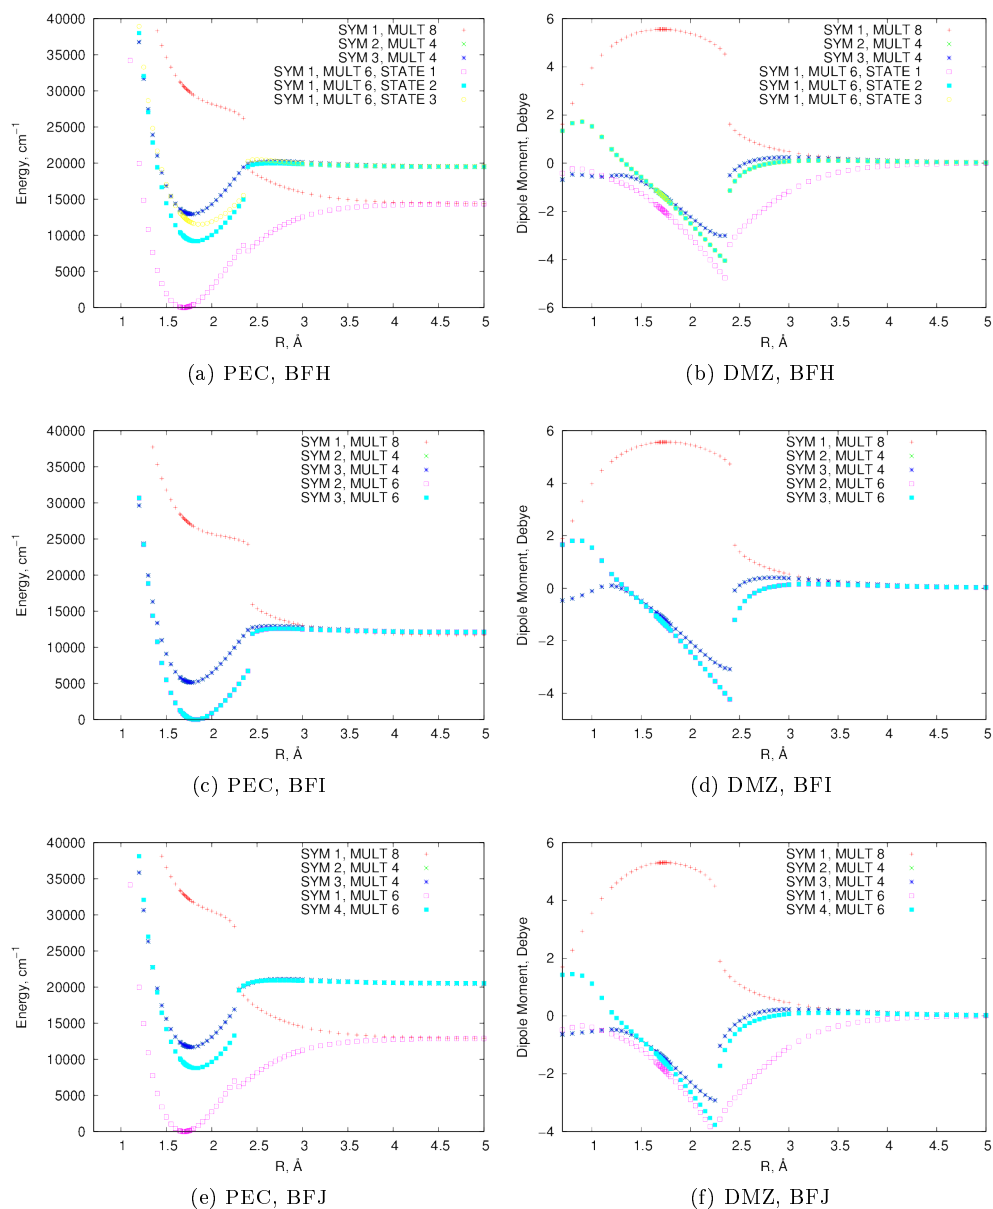 40000
35000
30000
25000
20000
15000
10000
5000
0
Energy, cm⁻¹
SYM 1, MULT 8
SYM 2, MULT 4
SYM 3, MULT 4
SYM 1, MULT 6, STATE 1
SYM 1, MULT 6, STATE 2
SYM 1, MULT 6, STATE 3
1 1.5 2 2.5 3 3.5 4 4.5 5
R, Å
(a) PEC, BFH
6
4
2
0
−2
−4
−6
Dipole Moment, Debye
SYM 1, MULT 8
SYM 2, MULT 4
SYM 3, MULT 4
SYM 1, MULT 6, STATE 1
SYM 1, MULT 6, STATE 2
SYM 1, MULT 6, STATE 3
1 1.5 2 2.5 3 3.5 4 4.5 5
R, Å
(b) DMZ, BFH
40000
35000
30000
25000
20000
15000
10000
5000
0
Energy, cm⁻¹
SYM 1, MULT 8
SYM 2, MULT 4
SYM 3, MULT 4
SYM 2, MULT 6
SYM 3, MULT 6
1 1.5 2 2.5 3 3.5 4 4.5 5
R, Å
(c) PEC, BFI
6
4
2
0
−2
−4
Dipole Moment, Debye
SYM 1, MULT 8
SYM 2, MULT 4
SYM 3, MULT 4
SYM 2, MULT 6
SYM 3, MULT 6
1 1.5 2 2.5 3 3.5 4 4.5 5
R, Å
(d) DMZ, BFI
40000
35000
30000
25000
20000
15000
10000
5000
0
Energy, cm⁻¹
SYM 1, MULT 8
SYM 2, MULT 4
SYM 3, MULT 4
SYM 1, MULT 6
SYM 4, MULT 6
1 1.5 2 2.5 3 3.5 4 4.5 5
R, Å
(e) PEC, BFJ
6
4
2
0
−2
−4
Dipole Moment, Debye
SYM 1, MULT 8
SYM 2, MULT 4
SYM 3, MULT 4
SYM 1, MULT 6
SYM 4, MULT 6
1 1.5 2 2.5 3 3.5 4 4.5 5
R, Å
(f) DMZ, BFJ